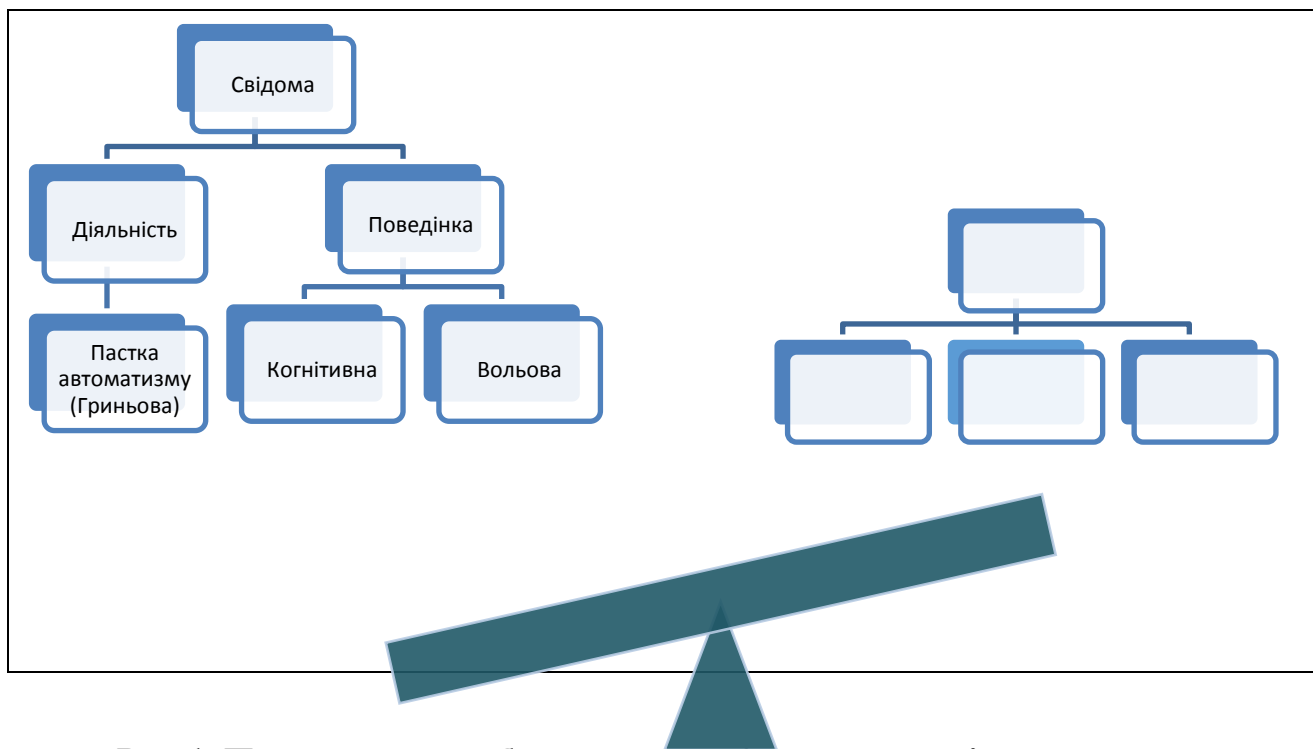 Свідома
Діяльність
Поведінка
Пастка
автоматизму
(Гриньова)
Когнітивна
Вольова